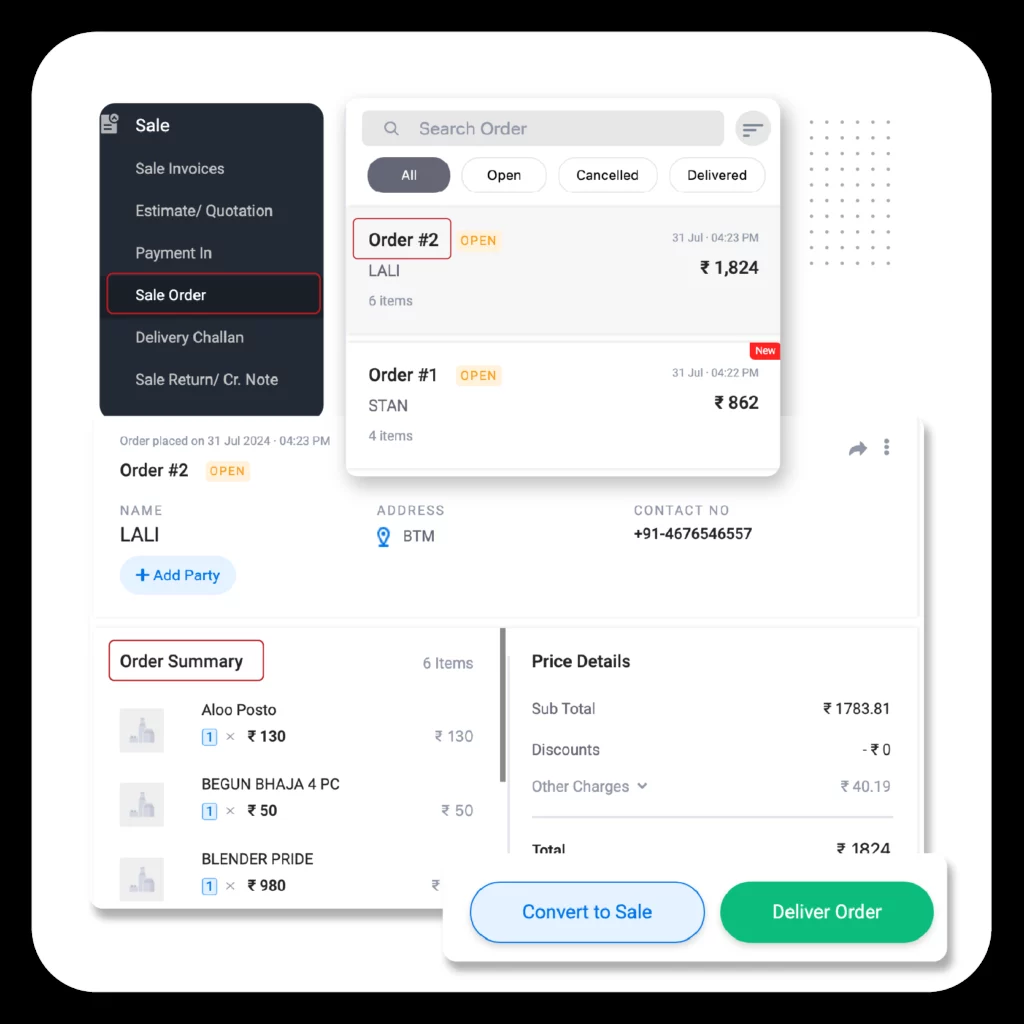 Sale
Sale Invoices
Estimate/ Quotation
Payment In
Sale Order
Delivery Challan
Sale Return/ Cr. Note
Search Order
All Open Cancelled Delivered
Order #2 OPEN 31 Jul · 04:23 PM
LALI ₹ 1,824
6 items
New
Order #1 OPEN 31 Jul · 04:22 PM
STAN ₹ 862
4 items
Order placed on 31 Jul 2024 · 04:23 PM
Order #2 OPEN
NAME ADDRESS CONTACT NO
LALI BTM +91-4676546557
+ Add Party
Order Summary 6 Items
Aloo Posto
1 × ₹ 130 ₹ 130
BEGUN BHAJA 4 PC
1 × ₹ 50 ₹ 50
BLENDER PRIDE
1 × ₹ 980 ₹
Price Details
Sub Total ₹ 1783.81
Discounts - ₹ 0
Other Charges ₹ 40.19
Total ₹ 1824
Convert to Sale Deliver Order